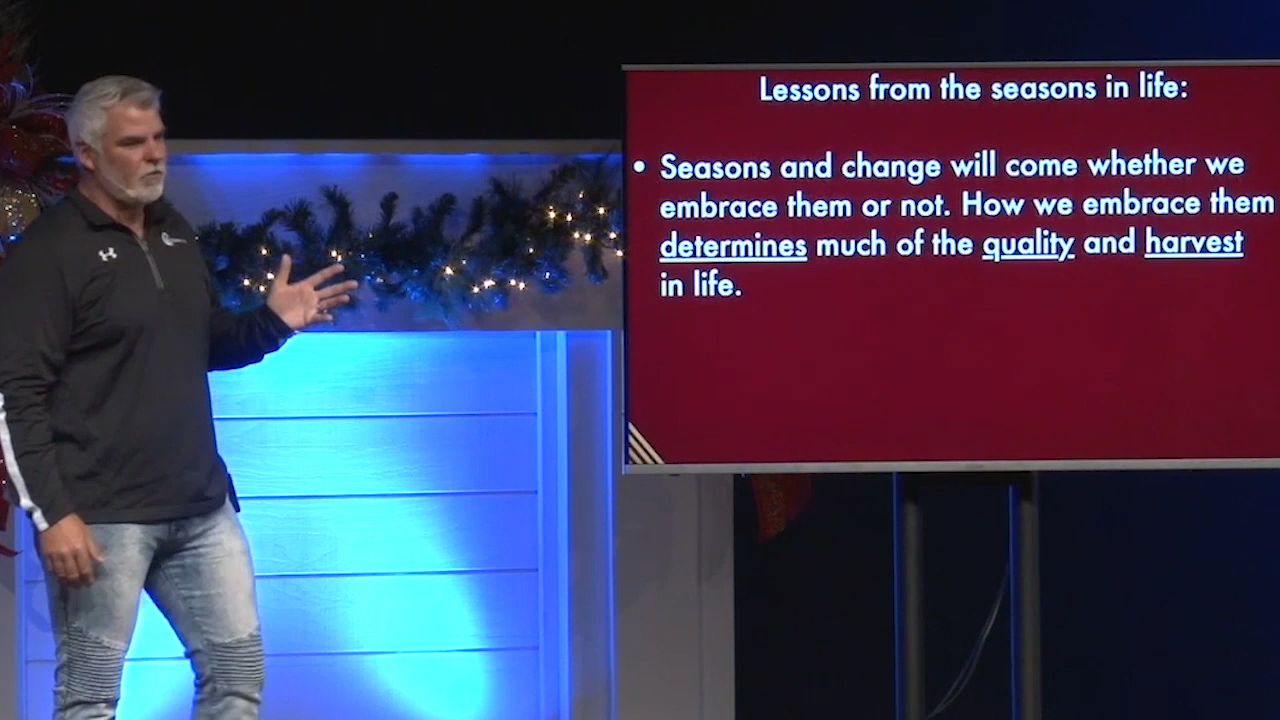 Lessons from the seasons in life:
• Seasons and change will come whether we
embrace them or not. How we embrace them
determines much of the quality and harvest
in life.